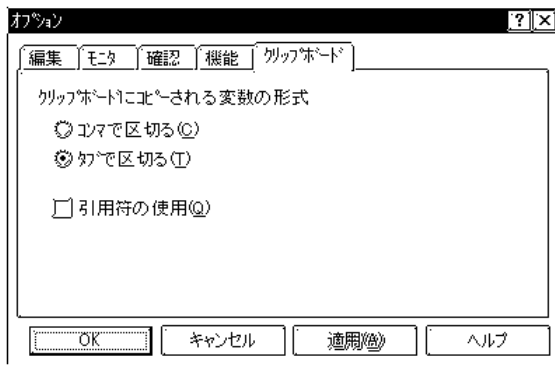 オプション
編集 モニタ 確認 機能 クリップボード
クリップボードにコピーされる変数の形式
コンマで区切る(C)
タブで区切る(T)
引用符の使用(Q)
OK キャンセル 適用(A) ヘルプ